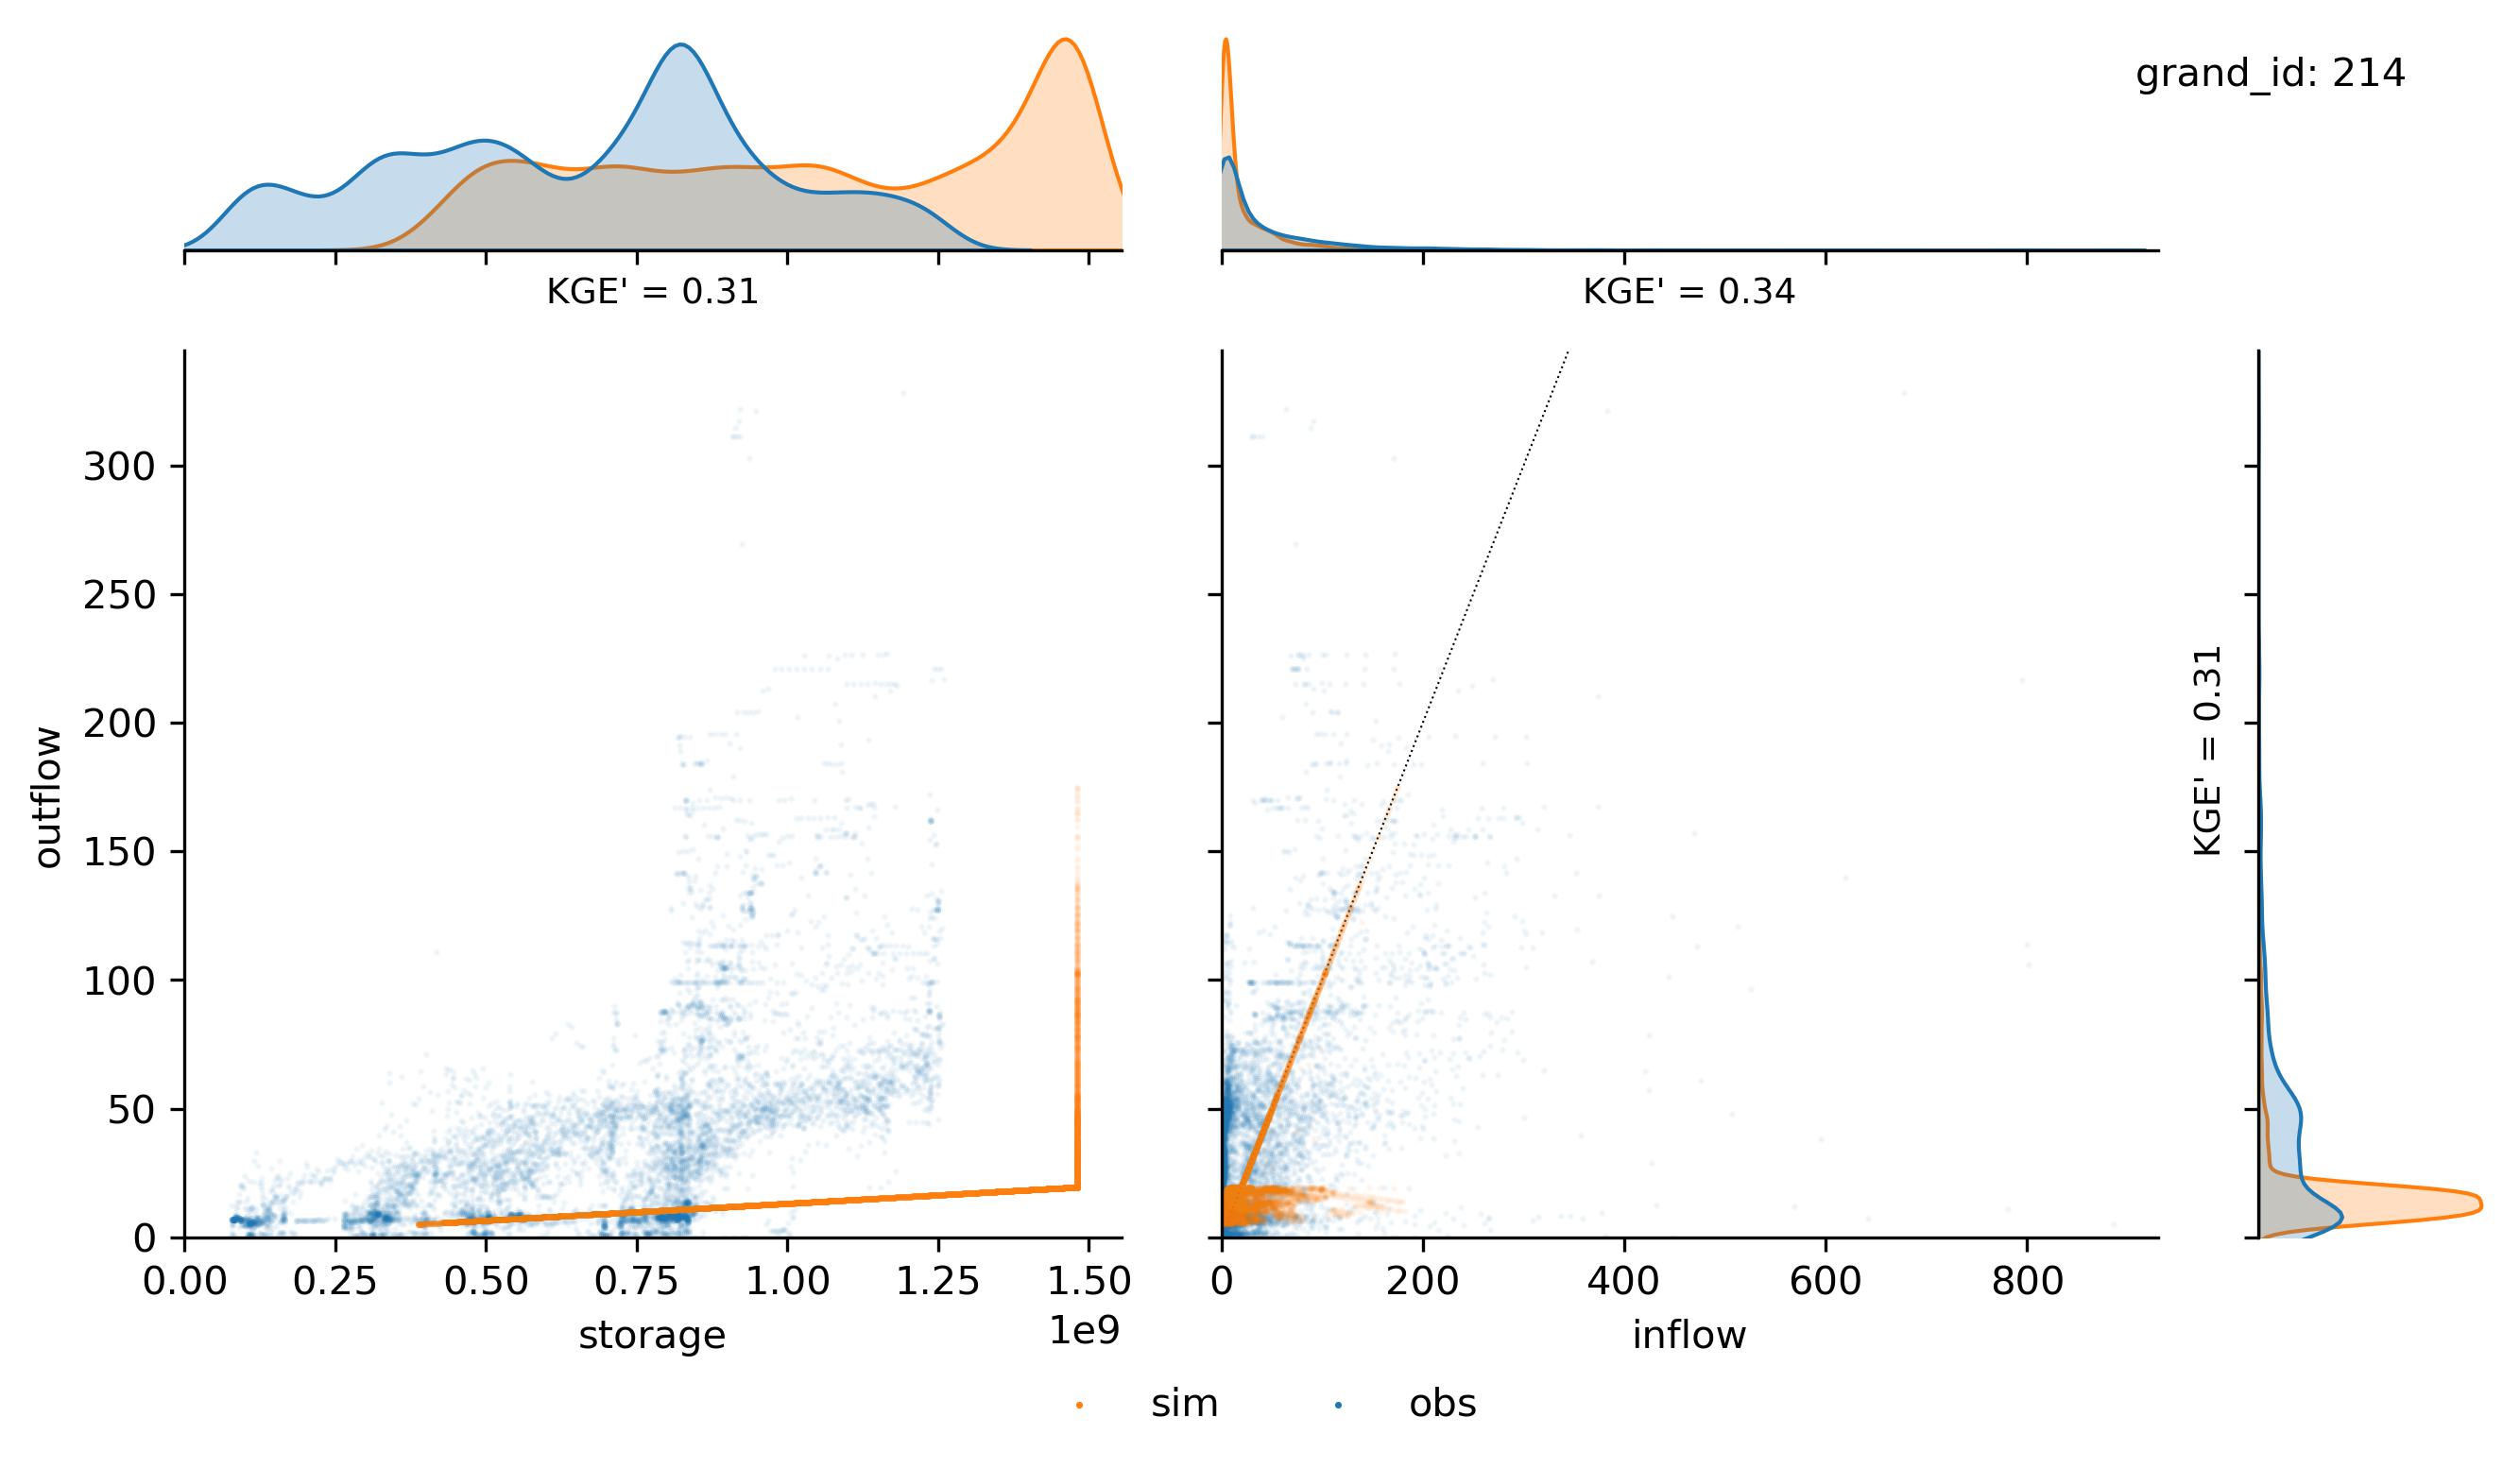 grand_id: 214
KGE' = 0.31
KGE' = 0.34
outflow
300
250
200
150
100
50
0
KGE' = 0.31
0.00 0.25 0.50 0.75 1.00 1.25 1.50
1e9
storage
0 200 400 600 800
inflow
sim obs